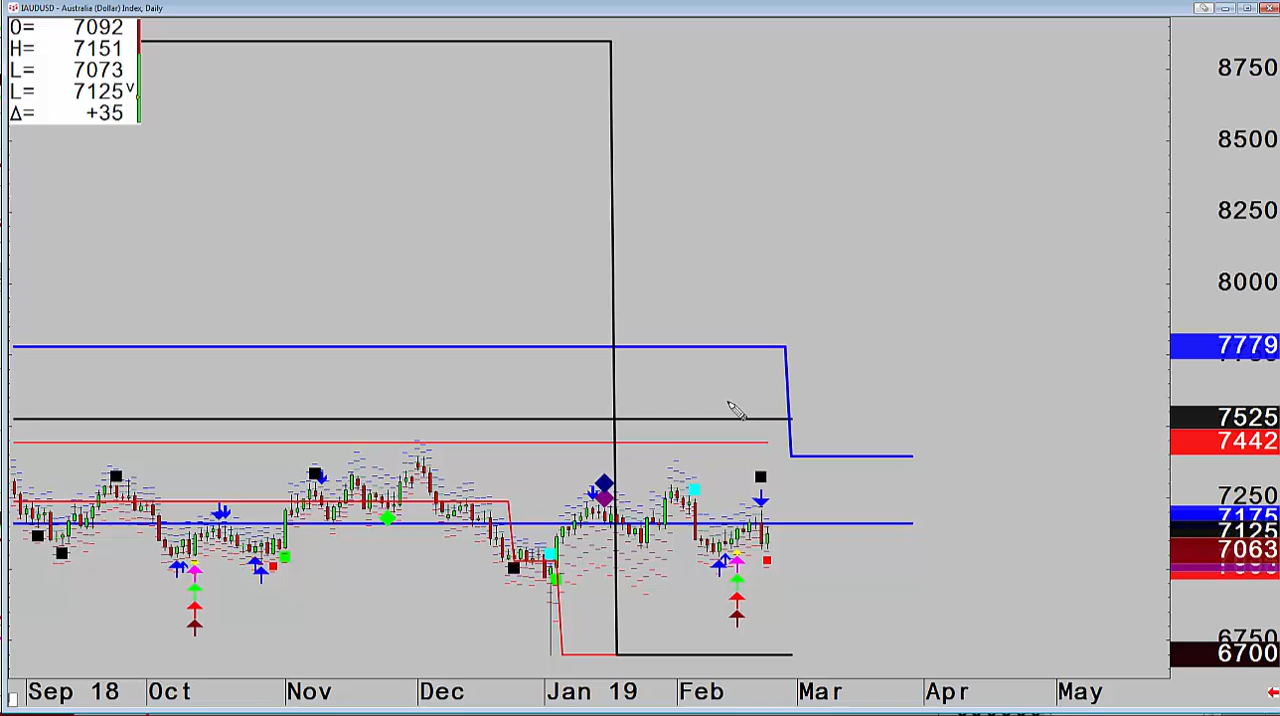 IAUDUSD - Australia (Dollar) Index, Daily
O= 7092
H= 7151
L= 7073
L= 7125V
Δ= +35
8750
8500
8250
8000
7779
7525
7442
7250
7175
7125
7063
6750
6700
Sep 18 Oct Nov Dec Jan 19 Feb Mar Apr May